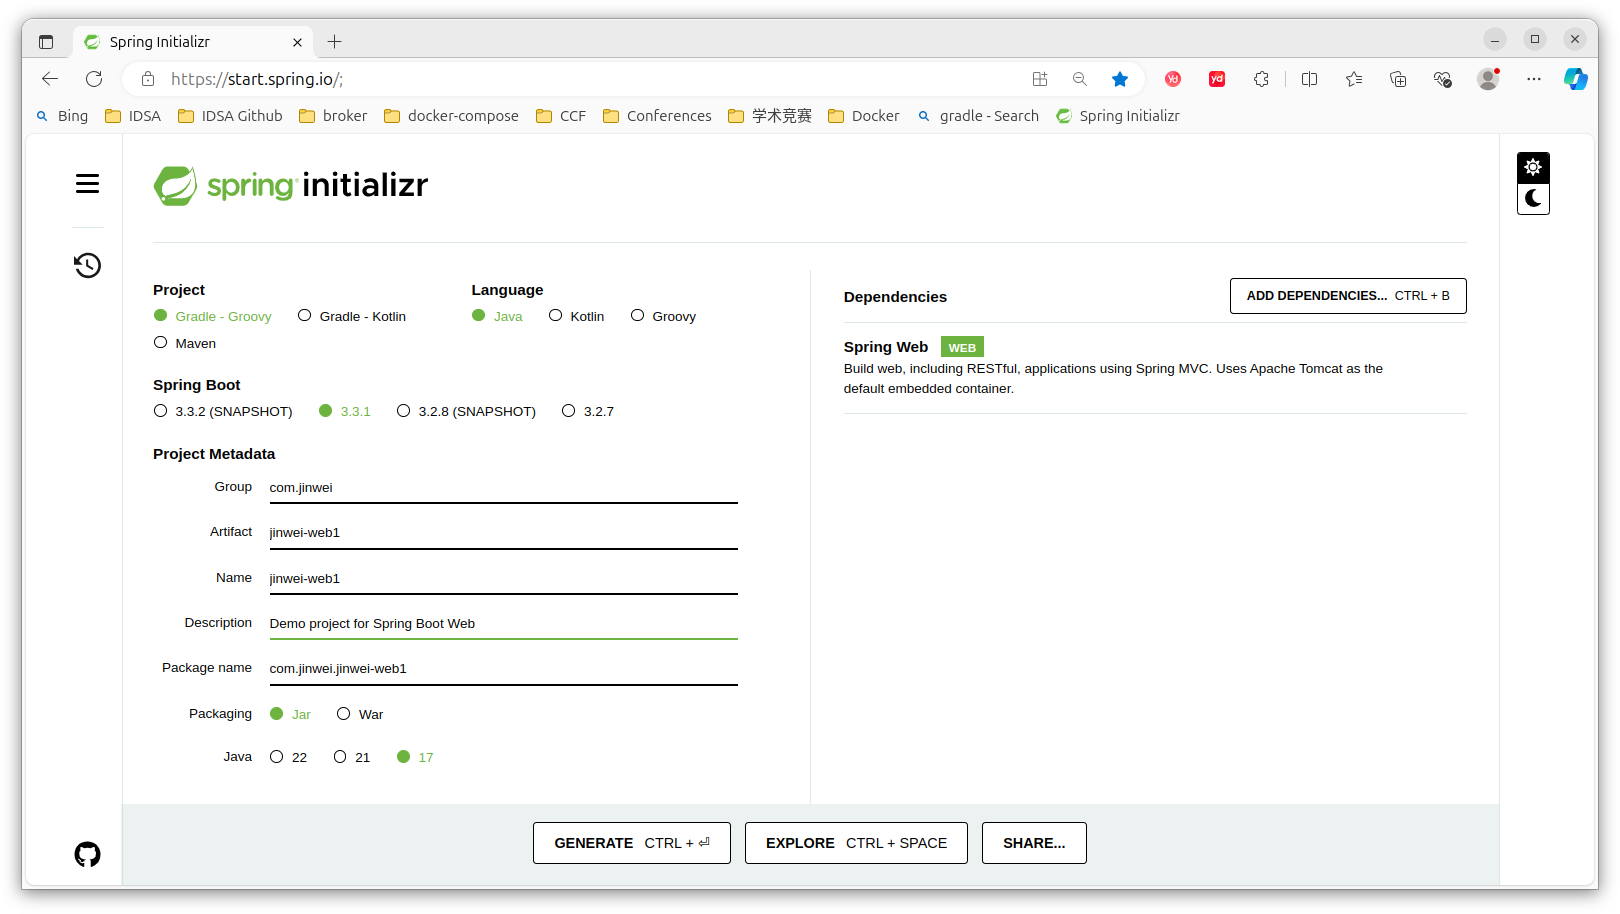 Spring Initializr
https://start.spring.io/;
Bing IDSA IDSA Github broker docker-compose CCF Conferences 学术竞赛 Docker gradle - Search Spring Initializr
spring initializr
Project
Gradle - Groovy Gradle - Kotlin
Maven
Language
Java Kotlin Groovy
Spring Boot
3.3.2 (SNAPSHOT) 3.3.1 3.2.8 (SNAPSHOT) 3.2.7
Project Metadata
Group com.jinwei
Artifact jinwei-web1
Name jinwei-web1
Description Demo project for Spring Boot Web
Package name com.jinwei.jinwei-web1
Packaging Jar War
Java 22 21 17
Dependencies ADD DEPENDENCIES... CTRL + B
Spring Web WEB
Build web, including RESTful, applications using Spring MVC. Uses Apache Tomcat as the
default embedded container.
GENERATE CTRL + ⏎ EXPLORE CTRL + SPACE SHARE...